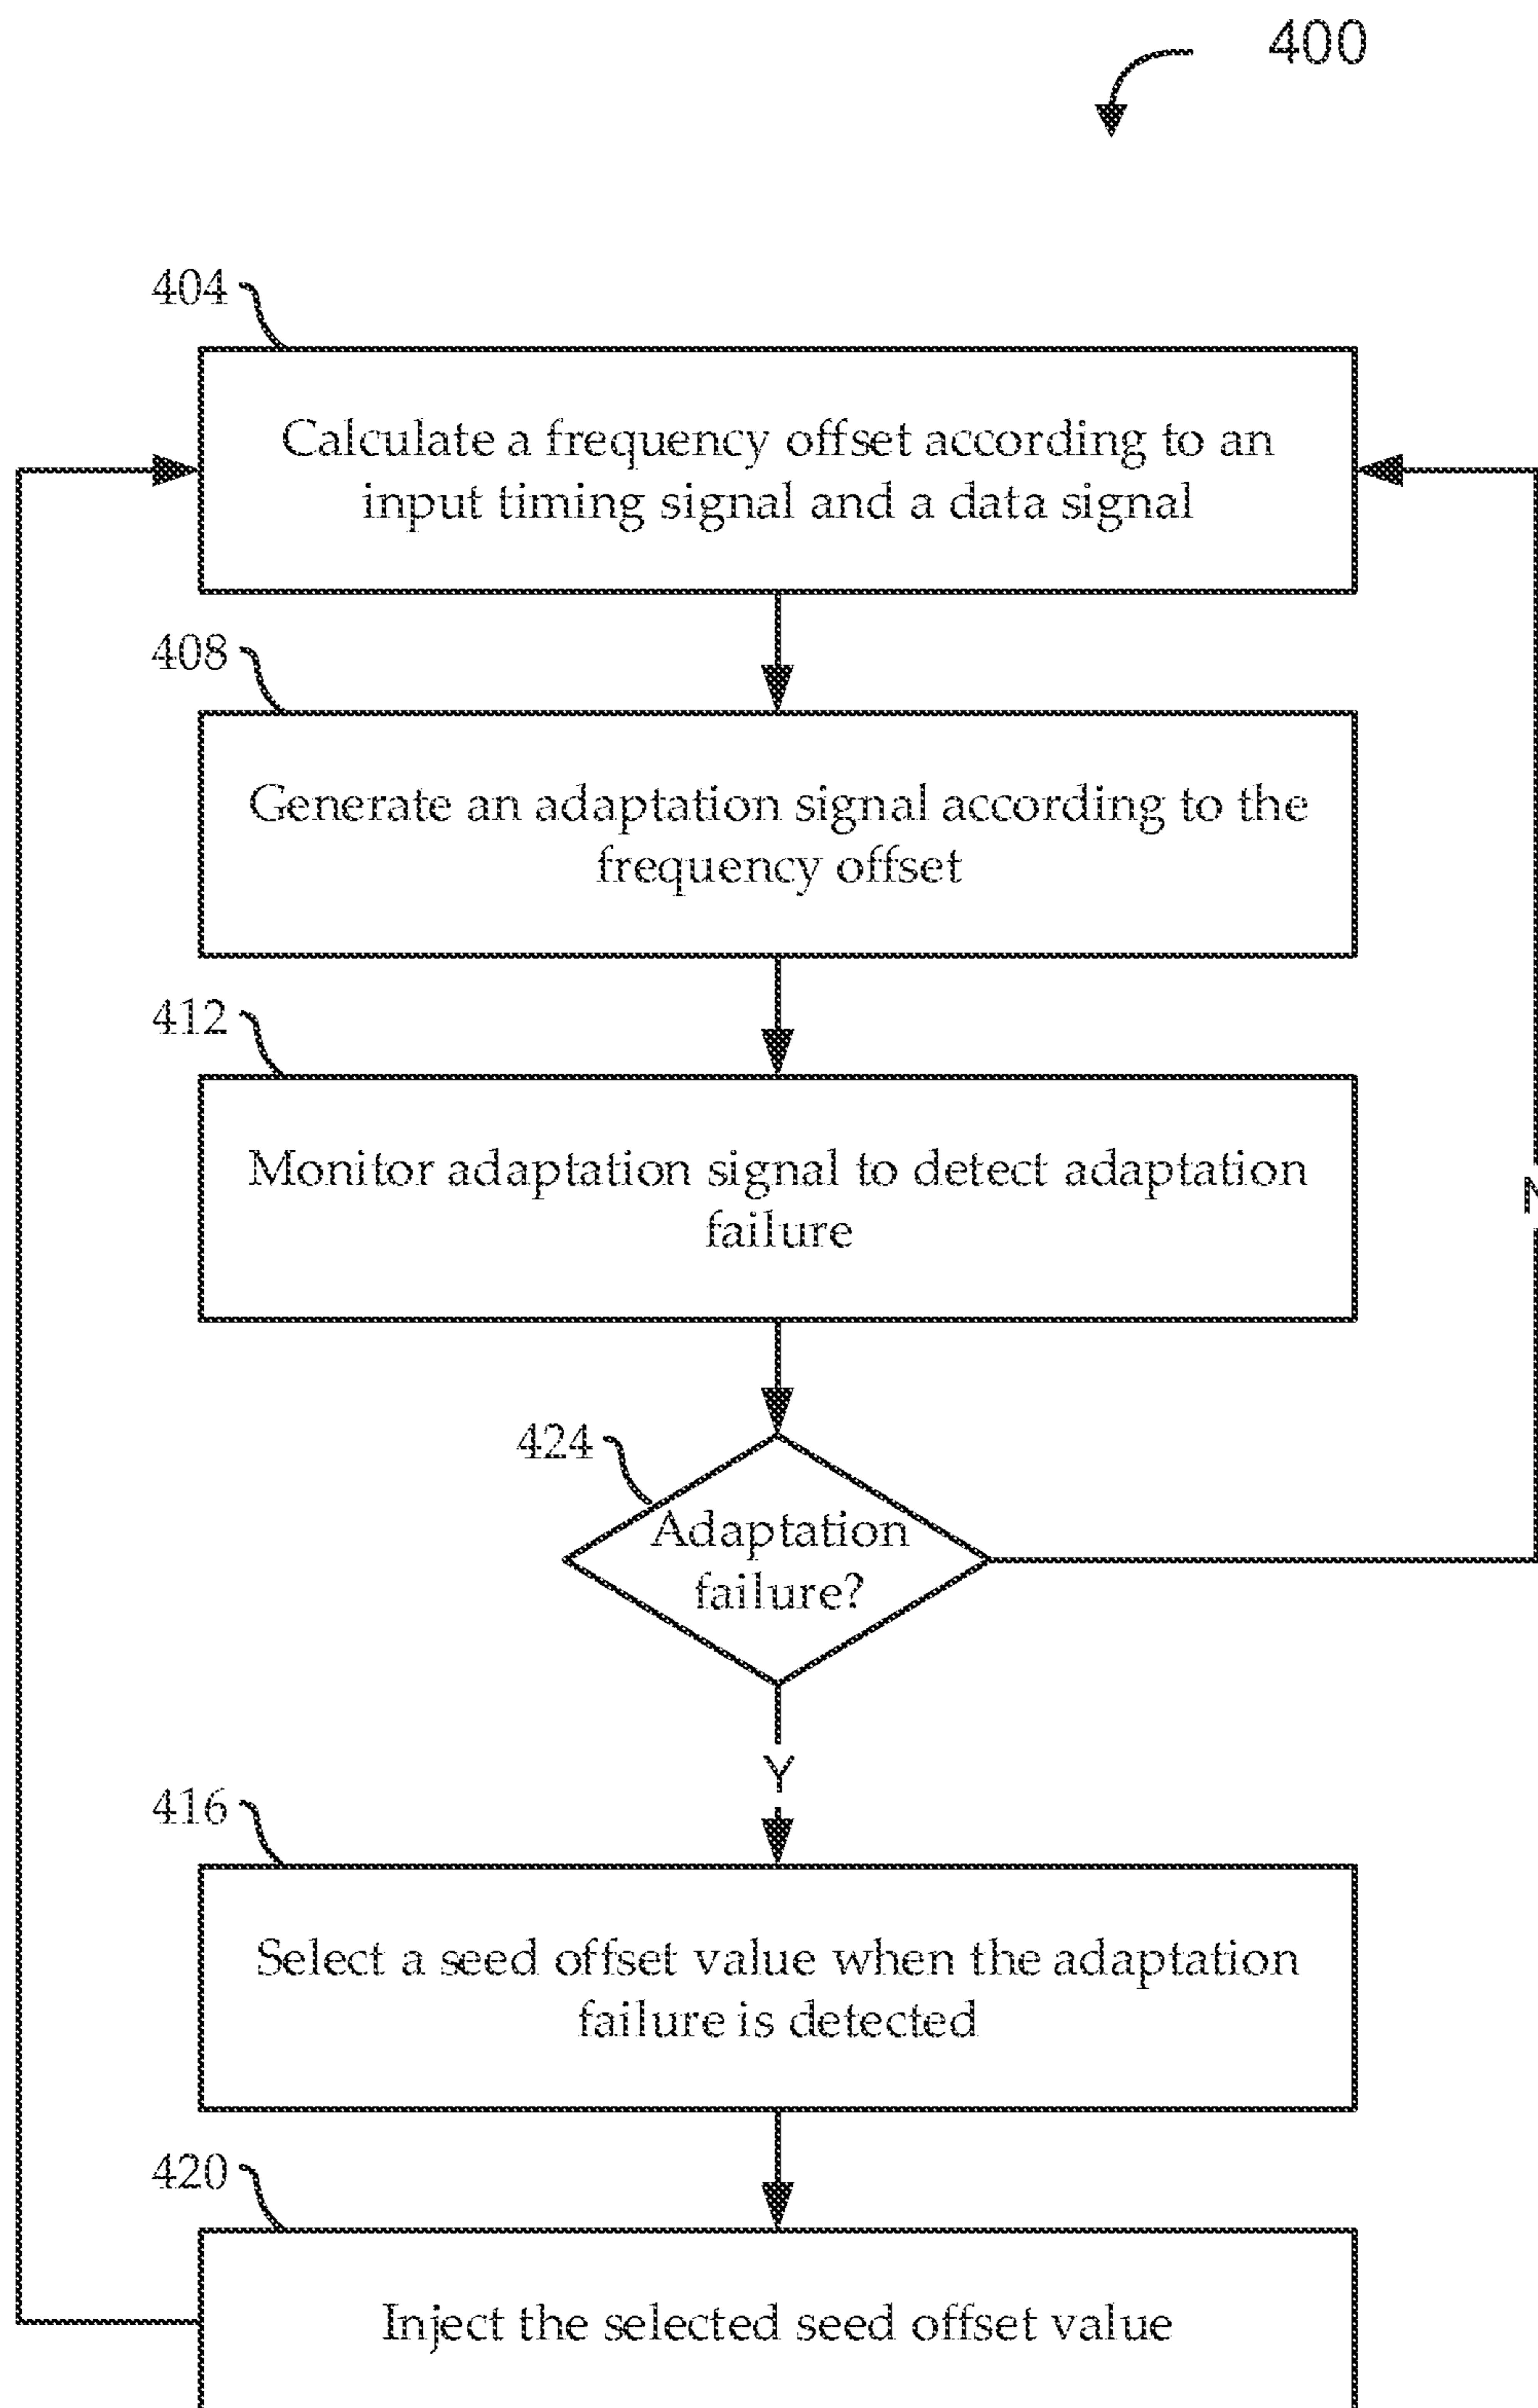 400
404
Calculate a frequency offset according to an
input timing signal and a data signal
408
Generate an adaptation signal according to the
frequency offset
412
Monitor adaptation signal to detect adaptation
failure
N
424
Adaptation
failure?
Y
416
Select a seed offset value when the adaptation
failure is detected
420
Inject the selected seed offset value